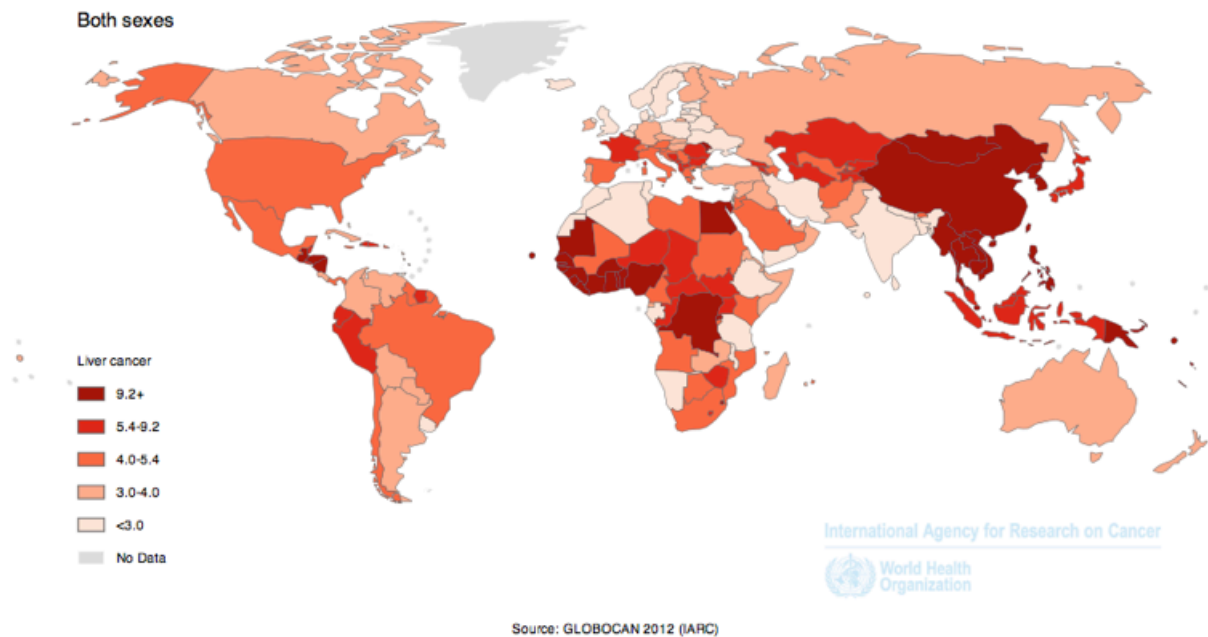 Both sexes
Liver cancer
9.2+
5.4-9.2
4.0-5.4
3.0-4.0
<3.0
No Data
International Agency for Research on Cancer
World Health
Organization
Source: GLOBOCAN 2012 (IARC)